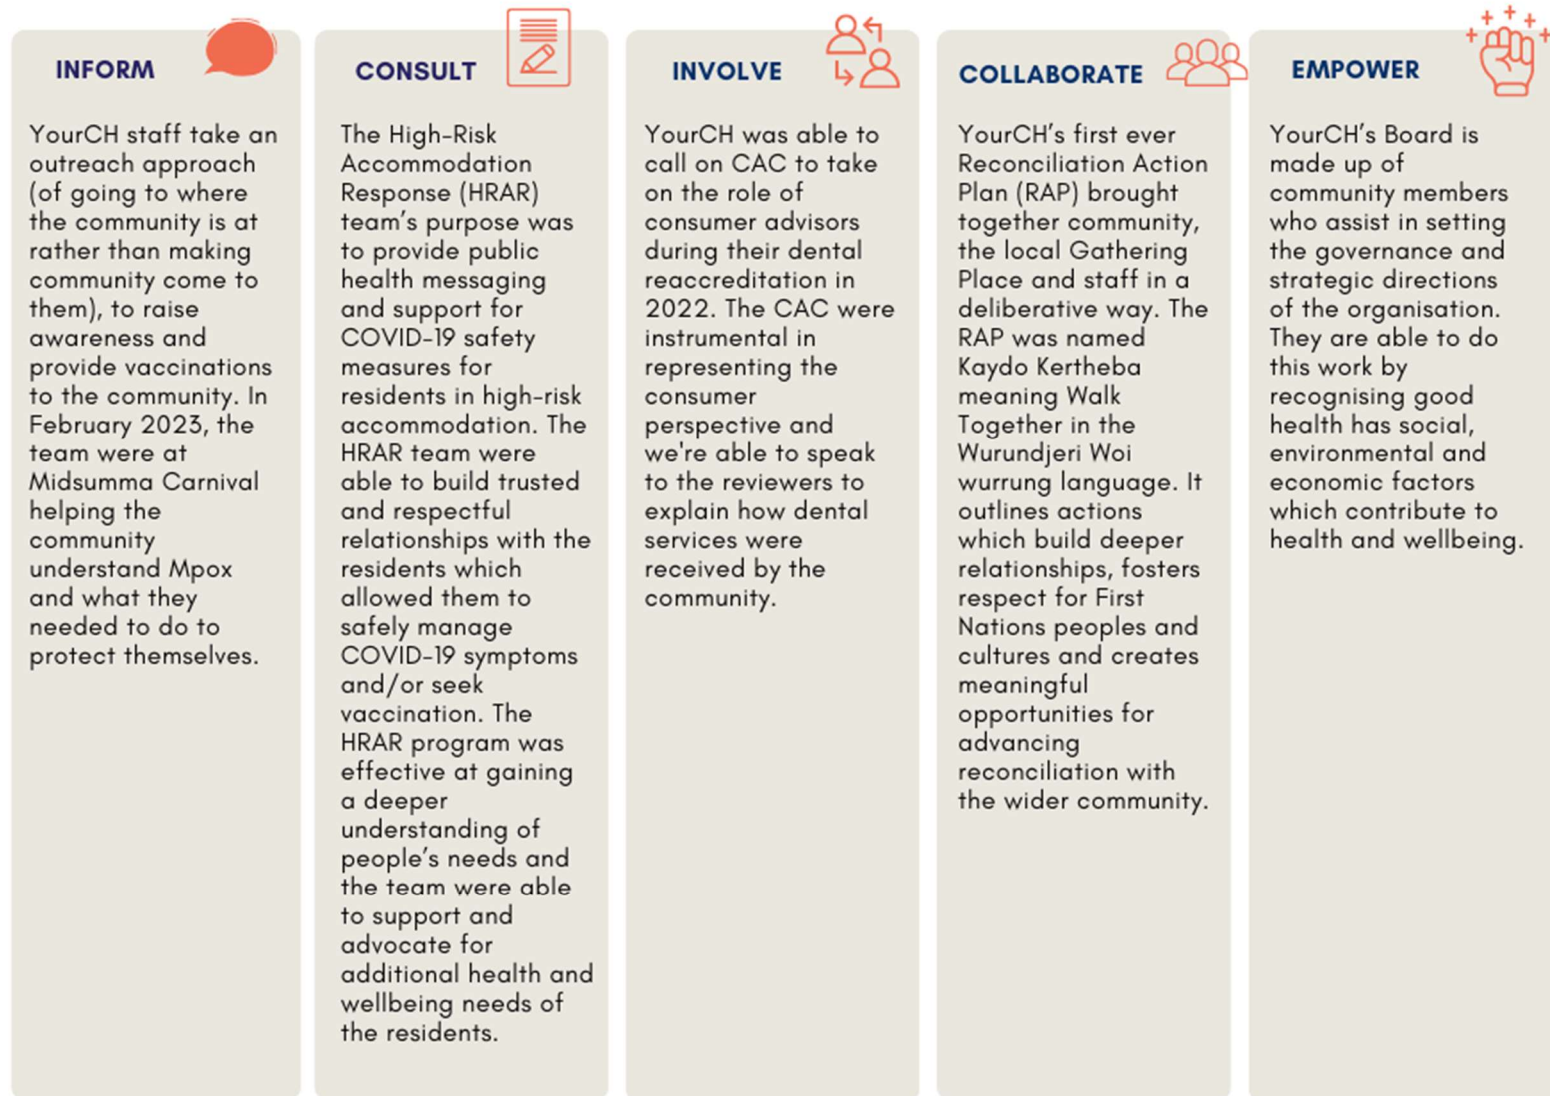 INFORM
YourCH staff take an
outreach approach
(of going to where
the community is at
rather than making
community come to
them), to raise
awareness and
provide vaccinations
to the community. In
February 2023, the
team were at
Midsumma Carnival
helping the
community
understand Mpox
and what they
needed to do to
protect themselves.
CONSULT
The High-Risk
Accommodation
Response (HRAR)
team's purpose was
to provide public
health messaging
and support for
COVID-19 safety
measures for
residents in high-risk
accommodation. The
HRAR team were
able to build trusted
and respectful
relationships with the
residents which
allowed them to
safely manage
COVID-19 symptoms
and/or seek
vaccination. The
HRAR program was
effective at gaining
a deeper
understanding of
people's needs and
the team were able
to support and
advocate for
additional health and
wellbeing needs of
the residents.
INVOLVE
YourCH was able to
call on CAC to take
on the role of
consumer advisors
during their dental
reaccreditation in
2022. The CAC were
instrumental in
representing the
consumer
perspective and
we're able to speak
to the reviewers to
explain how dental
services were
received by the
community.
COLLABORATE
YourCH's first ever
Reconciliation Action
Plan (RAP) brought
together community,
the local Gathering
Place and staff in a
deliberative way. The
RAP was named
Kaydo Kertheba
meaning Walk
Together in the
Wurundjeri Woi
wurrung language. It
outlines actions
which build deeper
relationships, fosters
respect for First
Nations peoples and
cultures and creates
meaningful
opportunities for
advancing
reconciliation with
the wider community.
EMPOWER
YourCH's Board is
made up of
community members
who assist in setting
the governance and
strategic directions
of the organisation.
They are able to do
this work by
recognising good
health has social,
environmental and
economic factors
which contribute to
health and wellbeing.